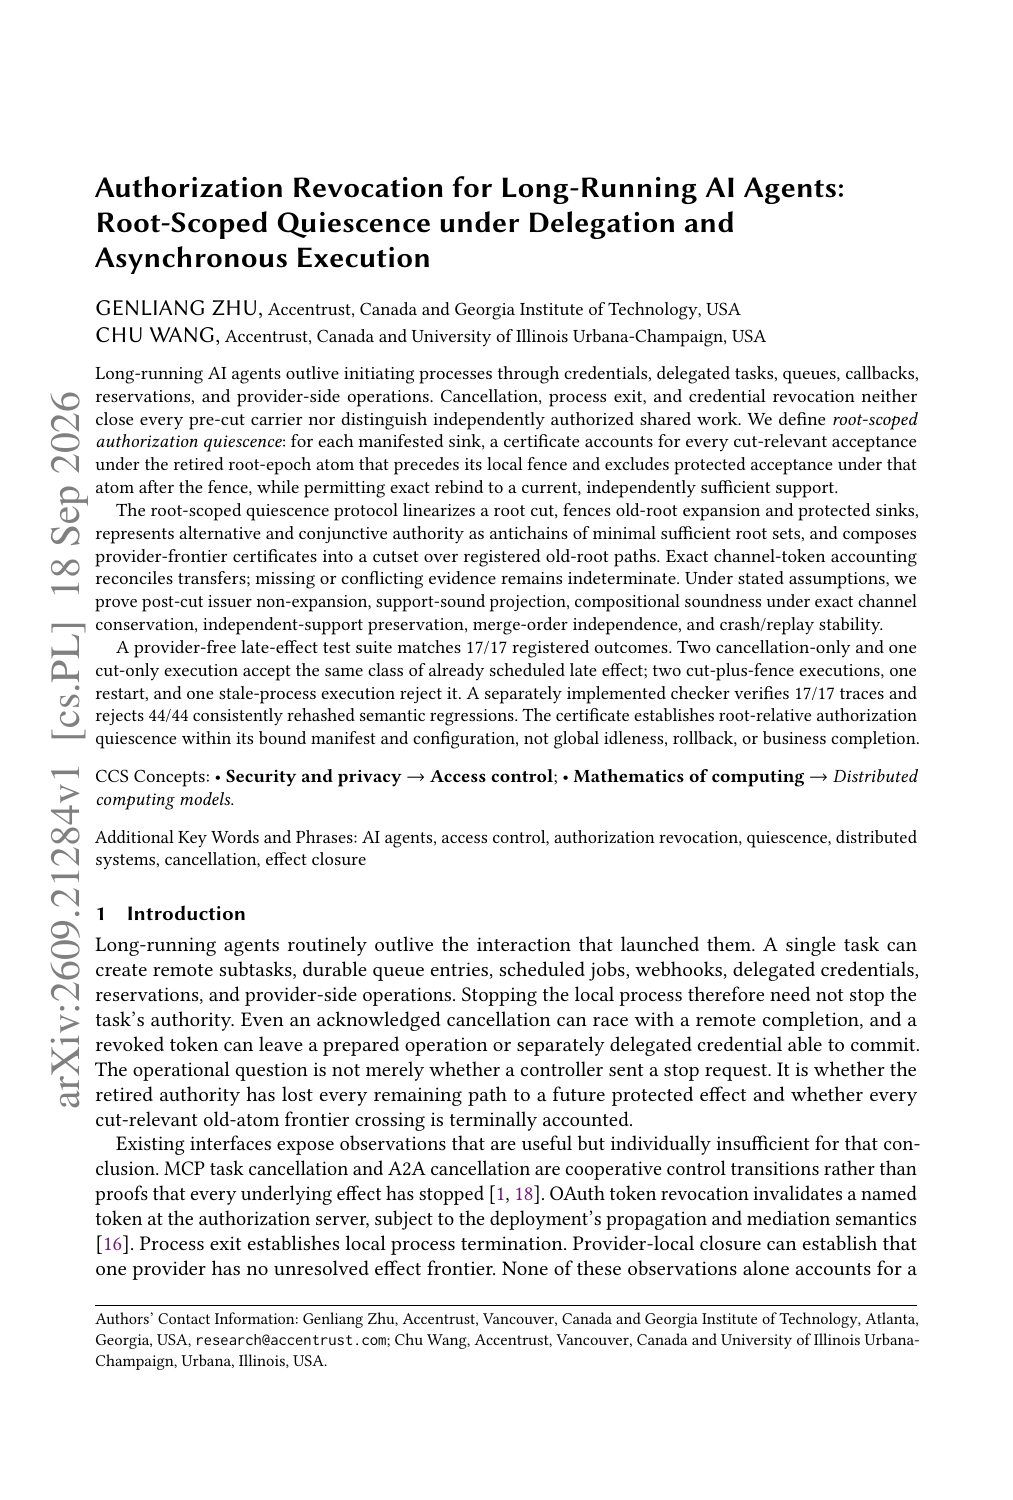 Authorization Revocation for Long-Running AI Agents:
Root-Scoped Quiescence under Delegation and
Asynchronous Execution
GENLIANG ZHU, Accentrust, Canada and Georgia Institute of Technology, USA
CHU WANG, Accentrust, Canada and University of Illinois Urbana-Champaign, USA
Long-running AI agents outlive initiating processes through credentials, delegated tasks, queues, callbacks,
reservations, and provider-side operations. Cancellation, process exit, and credential revocation neither
close every pre-cut carrier nor distinguish independently authorized shared work. We define root-scoped
authorization quiescence: for each manifested sink, a certificate accounts for every cut-relevant acceptance
under the retired root-epoch atom that precedes its local fence and excludes protected acceptance under that
atom after the fence, while permitting exact rebind to a current, independently sufficient support.
The root-scoped quiescence protocol linearizes a root cut, fences old-root expansion and protected sinks,
represents alternative and conjunctive authority as antichains of minimal sufficient root sets, and composes
provider-frontier certificates into a cutset over registered old-root paths. Exact channel-token accounting
reconciles transfers; missing or conflicting evidence remains indeterminate. Under stated assumptions, we
prove post-cut issuer non-expansion, support-sound projection, compositional soundness under exact channel
conservation, independent-support preservation, merge-order independence, and crash/replay stability.
A provider-free late-effect test suite matches 17/17 registered outcomes. Two cancellation-only and one
cut-only execution accept the same class of already scheduled late effect; two cut-plus-fence executions, one
restart, and one stale-process execution reject it. A separately implemented checker verifies 17/17 traces and
rejects 44/44 consistently rehashed semantic regressions. The certificate establishes root-relative authorization
quiescence within its bound manifest and configuration, not global idleness, rollback, or business completion.
CCS Concepts: • Security and privacy → Access control; • Mathematics of computing → Distributed
computing models.
Additional Key Words and Phrases: AI agents, access control, authorization revocation, quiescence, distributed
systems, cancellation, effect closure
1 Introduction
Long-running agents routinely outlive the interaction that launched them. A single task can
create remote subtasks, durable queue entries, scheduled jobs, webhooks, delegated credentials,
reservations, and provider-side operations. Stopping the local process therefore need not stop the
task's authority. Even an acknowledged cancellation can race with a remote completion, and a
revoked token can leave a prepared operation or separately delegated credential able to commit.
The operational question is not merely whether a controller sent a stop request. It is whether the
retired authority has lost every remaining path to a future protected effect and whether every
cut-relevant old-atom frontier crossing is terminally accounted.
Existing interfaces expose observations that are useful but individually insufficient for that con-
clusion. MCP task cancellation and A2A cancellation are cooperative control transitions rather than
proofs that every underlying effect has stopped [1, 18]. OAuth token revocation invalidates a named
token at the authorization server, subject to the deployment's propagation and mediation semantics
[16]. Process exit establishes local process termination. Provider-local closure can establish that
one provider has no unresolved effect frontier. None of these observations alone accounts for a
Authors' Contact Information: Genliang Zhu, Accentrust, Vancouver, Canada and Georgia Institute of Technology, Atlanta,
Georgia, USA, research@accentrust.com; Chu Wang, Accentrust, Vancouver, Canada and University of Illinois Urbana-
Champaign, Urbana, Illinois, USA.
arXiv:2609.21284v1 [cs.PL] 18 Sep 2026